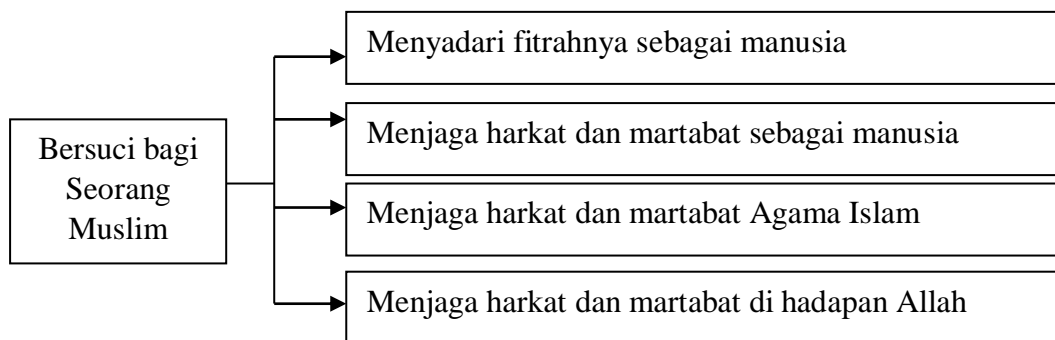 Bersuci bagi
Seorang
Muslim
Menyadari fitrahnya sebagai manusia
Menjaga harkat dan martabat sebagai manusia
Menjaga harkat dan martabat Agama Islam
Menjaga harkat dan martabat di hadapan Allah